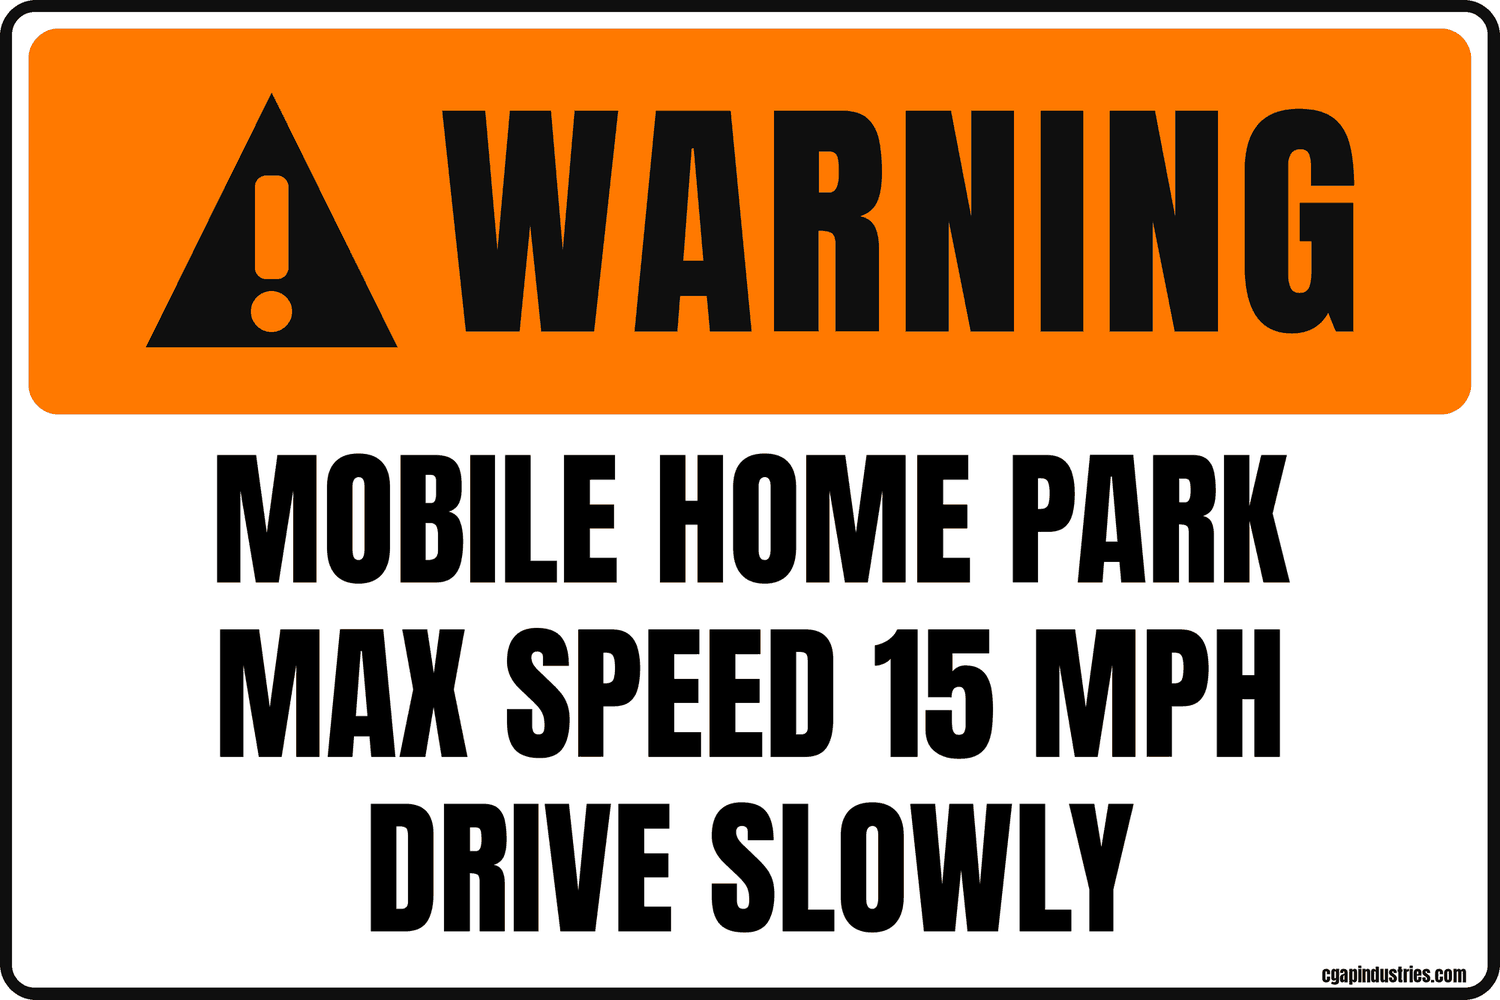 WARNING
MOBILE HOME PARK
MAX SPEED 15 MPH
DRIVE SLOWLY
cgapindustries.com